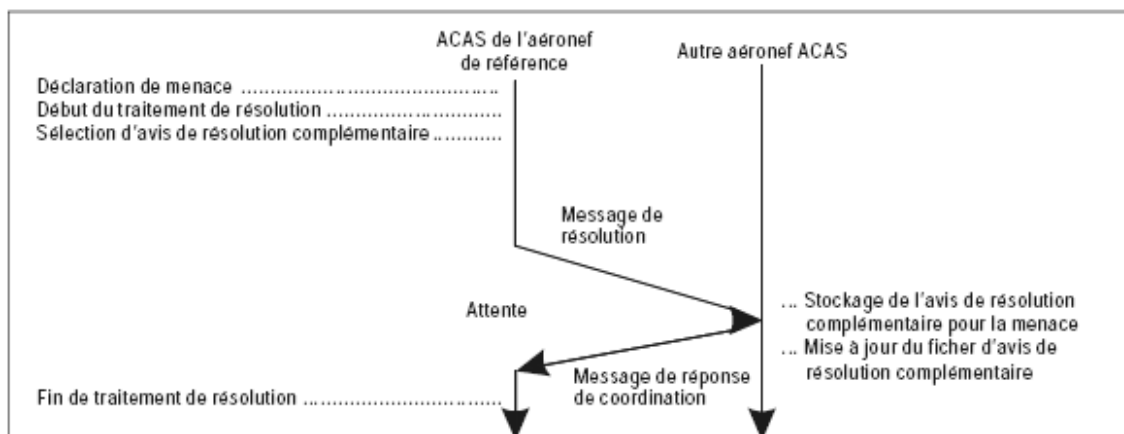 ACAS de l'aéronef
de référence
Autre aéronef ACAS
Déclaration de menace ................................................
Début du traitement de résolution ................................
Sélection d'avis de résolution complémentaire ............
Message de
résolution
Attente
... Stockage de l'avis de résolution
complémentaire pour la menace
... Mise à jour du ficher d'avis de
résolution complémentaire
Message de réponse
de coordination
Fin de traitement de résolution ....................................